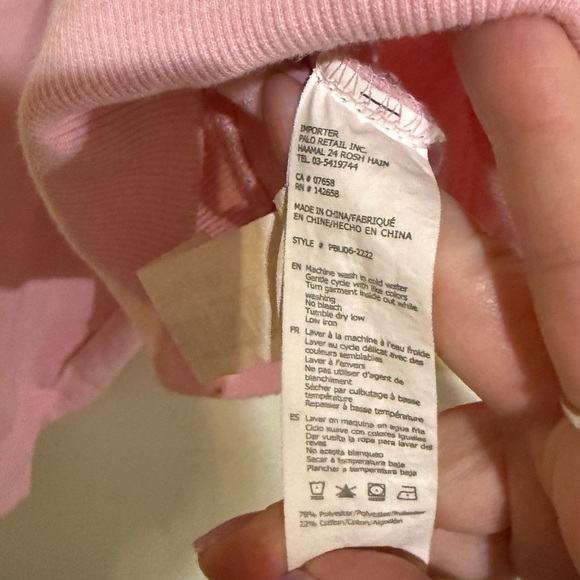 IMPORTER
PALO RETAIL INC.
HAAMAL 24 ROSH HAIN
TEL. 03-5419744
CA # 07658
RN # 142658
MADE IN CHINA/FABRIQUÉ
EN CHINE/HECHO EN CHINA
STYLE # PBUD6-2222
EN Machine wash in cold water
Gentle cycle with like colors
Turn garment inside out while
washing
No bleach
Tumble dry low
Low iron
FR Laver à la machine à l'eau froide
Laver au cycle délicat avec des
couleurs semblables
Laver à l'envers
Ne pas utiliser d'agent de
blanchiment
Sécher par culbutage à basse
température
Repasser à basse température
ES Lavar en maquina en agua fria
Ciclo suave con colores iguales
Dar vuelta la ropa para lavar del
reves
No acepta blanqueo
Secar a temperatura baja
Planchar a temperatura baja
78% Polyester/Polyester/Poliester
22% Cotton/Coton/Algodón